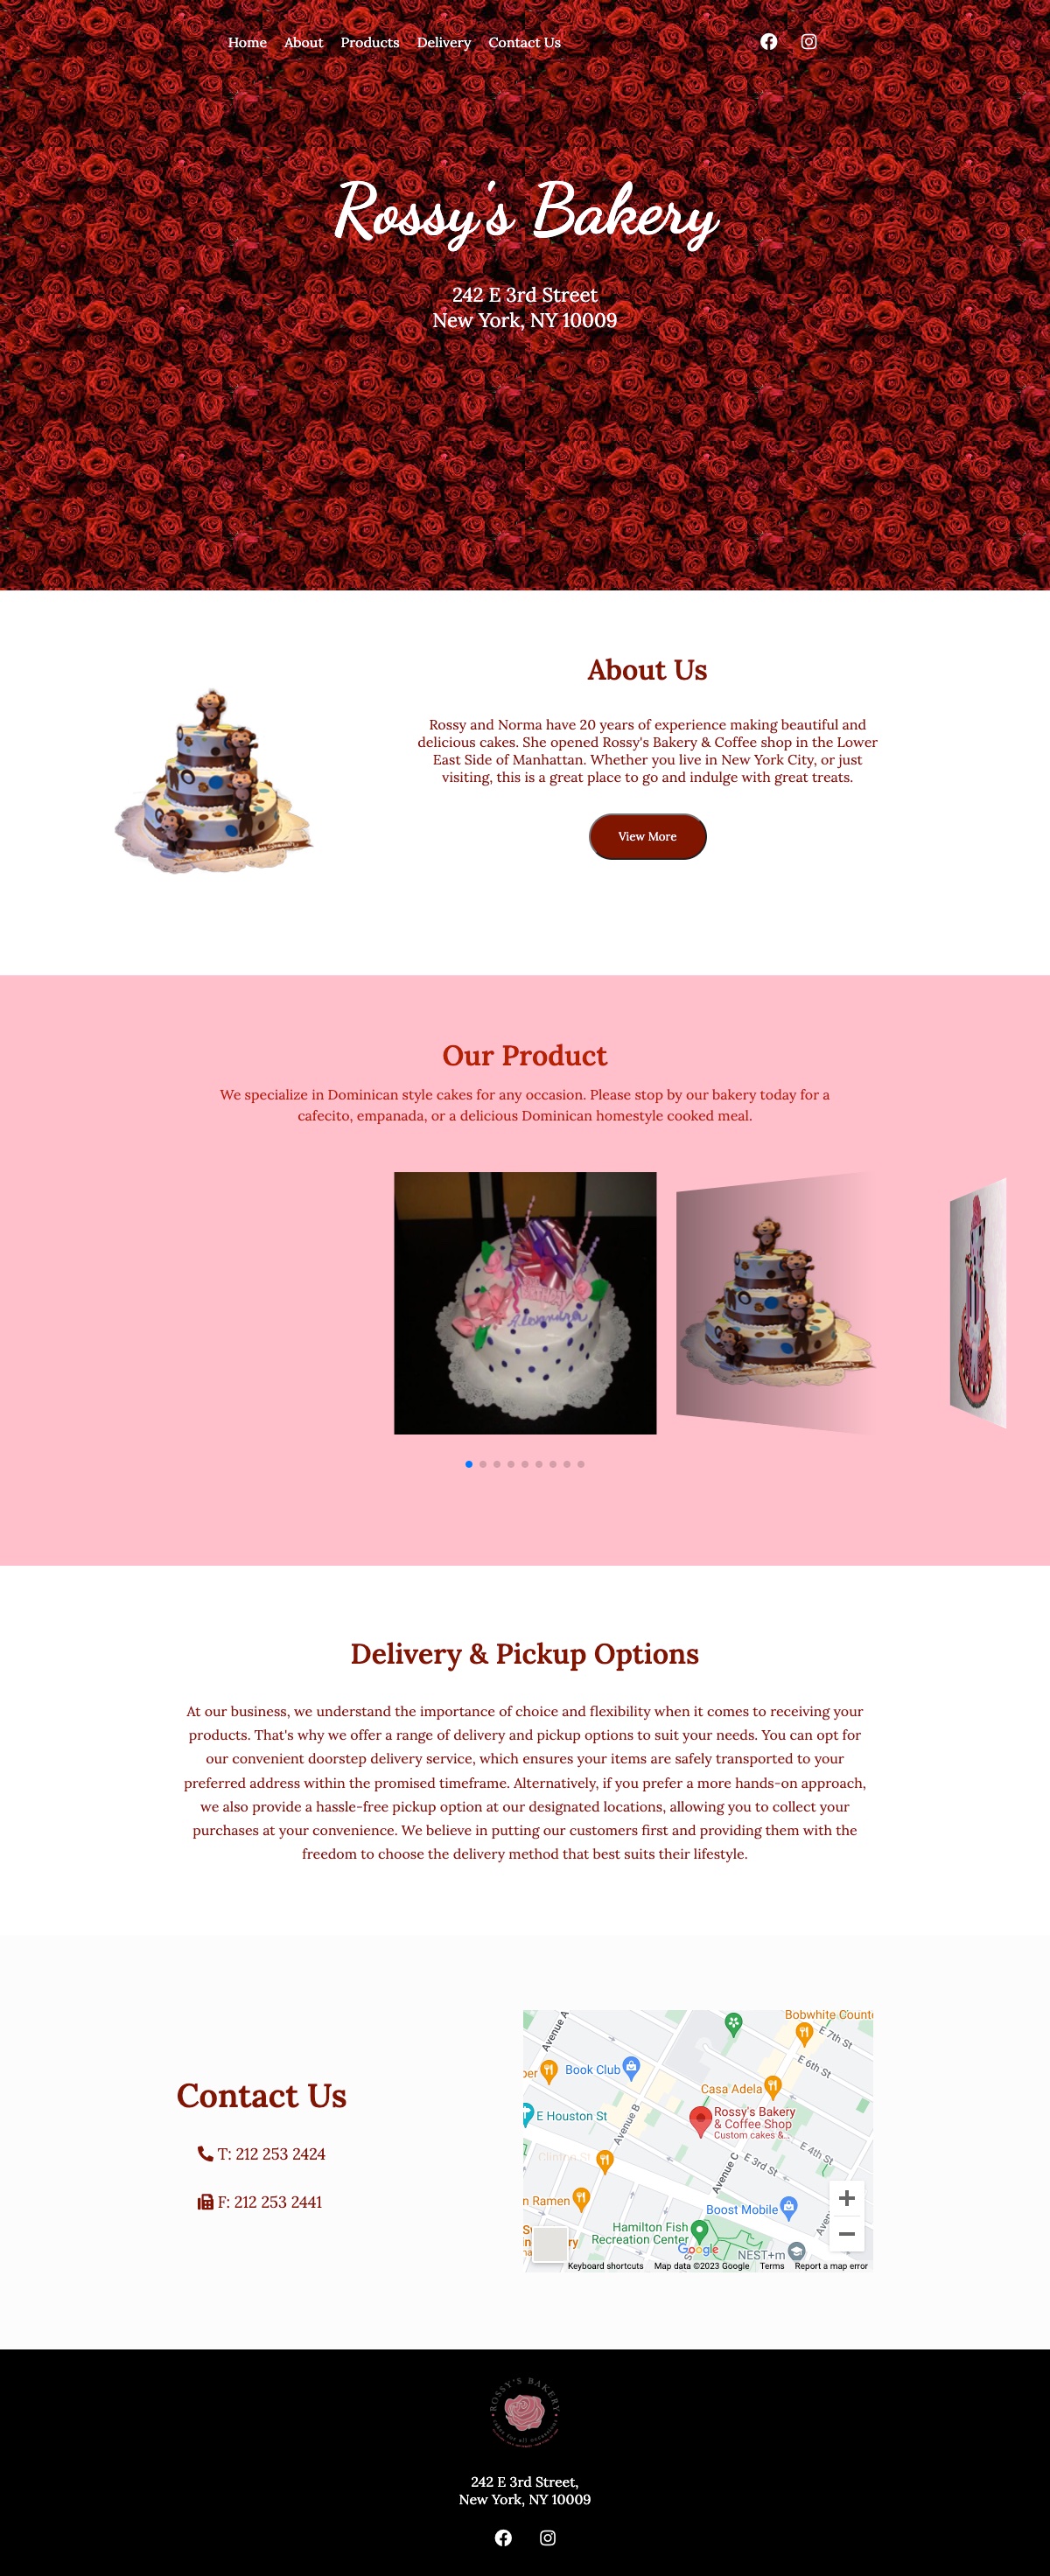 Home About Products Delivery Contact Us
Rossy's Bakery
242 E 3rd Street
New York, NY 10009
About Us
Rossy and Norma have 20 years of experience making beautiful and
delicious cakes. She opened Rossy's Bakery & Coffee shop in the Lower
East Side of Manhattan. Whether you live in New York City, or just
visiting, this is a great place to go and indulge with great treats.
View More
Our Product
We specialize in Dominican style cakes for any occasion. Please stop by our bakery today for a
cafecito, empanada, or a delicious Dominican homestyle cooked meal.
Alexandra
Delivery & Pickup Options
At our business, we understand the importance of choice and flexibility when it comes to receiving your
products. That's why we offer a range of delivery and pickup options to suit your needs. You can opt for
our convenient doorstep delivery service, which ensures your items are safely transported to your
preferred address within the promised timeframe. Alternatively, if you prefer a more hands-on approach,
we also provide a hassle-free pickup option at our designated locations, allowing you to collect your
purchases at your convenience. We believe in putting our customers first and providing them with the
freedom to choose the delivery method that best suits their lifestyle.
Contact Us
T: 212 253 2424
F: 212 253 2441
Bobwhite Counte
Avenue A
E 7th St
E 6th St
Book Club
Casa Adela
Rossy's Bakery
& Coffee Shop
Custom cakes &...
E Houston St
Avenue B
E 4th St
Clinton St
Avenue C
E 3rd St
n Ramen
Boost Mobile
Hamilton Fish
Recreation Center
Google
NEST+m
Keyboard shortcuts Map data ©2023 Google Terms Report a map error
ROSSY'S BAKERY
cakes for all occasions
242 E 3rd Street,
New York, NY 10009